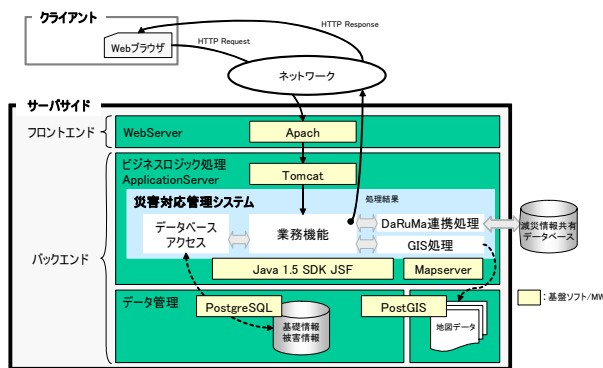 クライアント
Webブラウザ
HTTP Response
HTTP Request
ネットワーク
サーバサイド
フロントエンド
WebServer
Apach
バックエンド
ビジネスロジック処理
ApplicationServer
Tomcat
災害対応管理システム
処理結果
データベース
アクセス
業務機能
DaRuMa連携処理
GIS処理
減災情報共有
データベース
Java 1.5 SDK JSF
Mapserver
:基盤ソフト/MW
データ管理
PostgreSQL
PostGIS
基礎情報
被害情報
地図データ